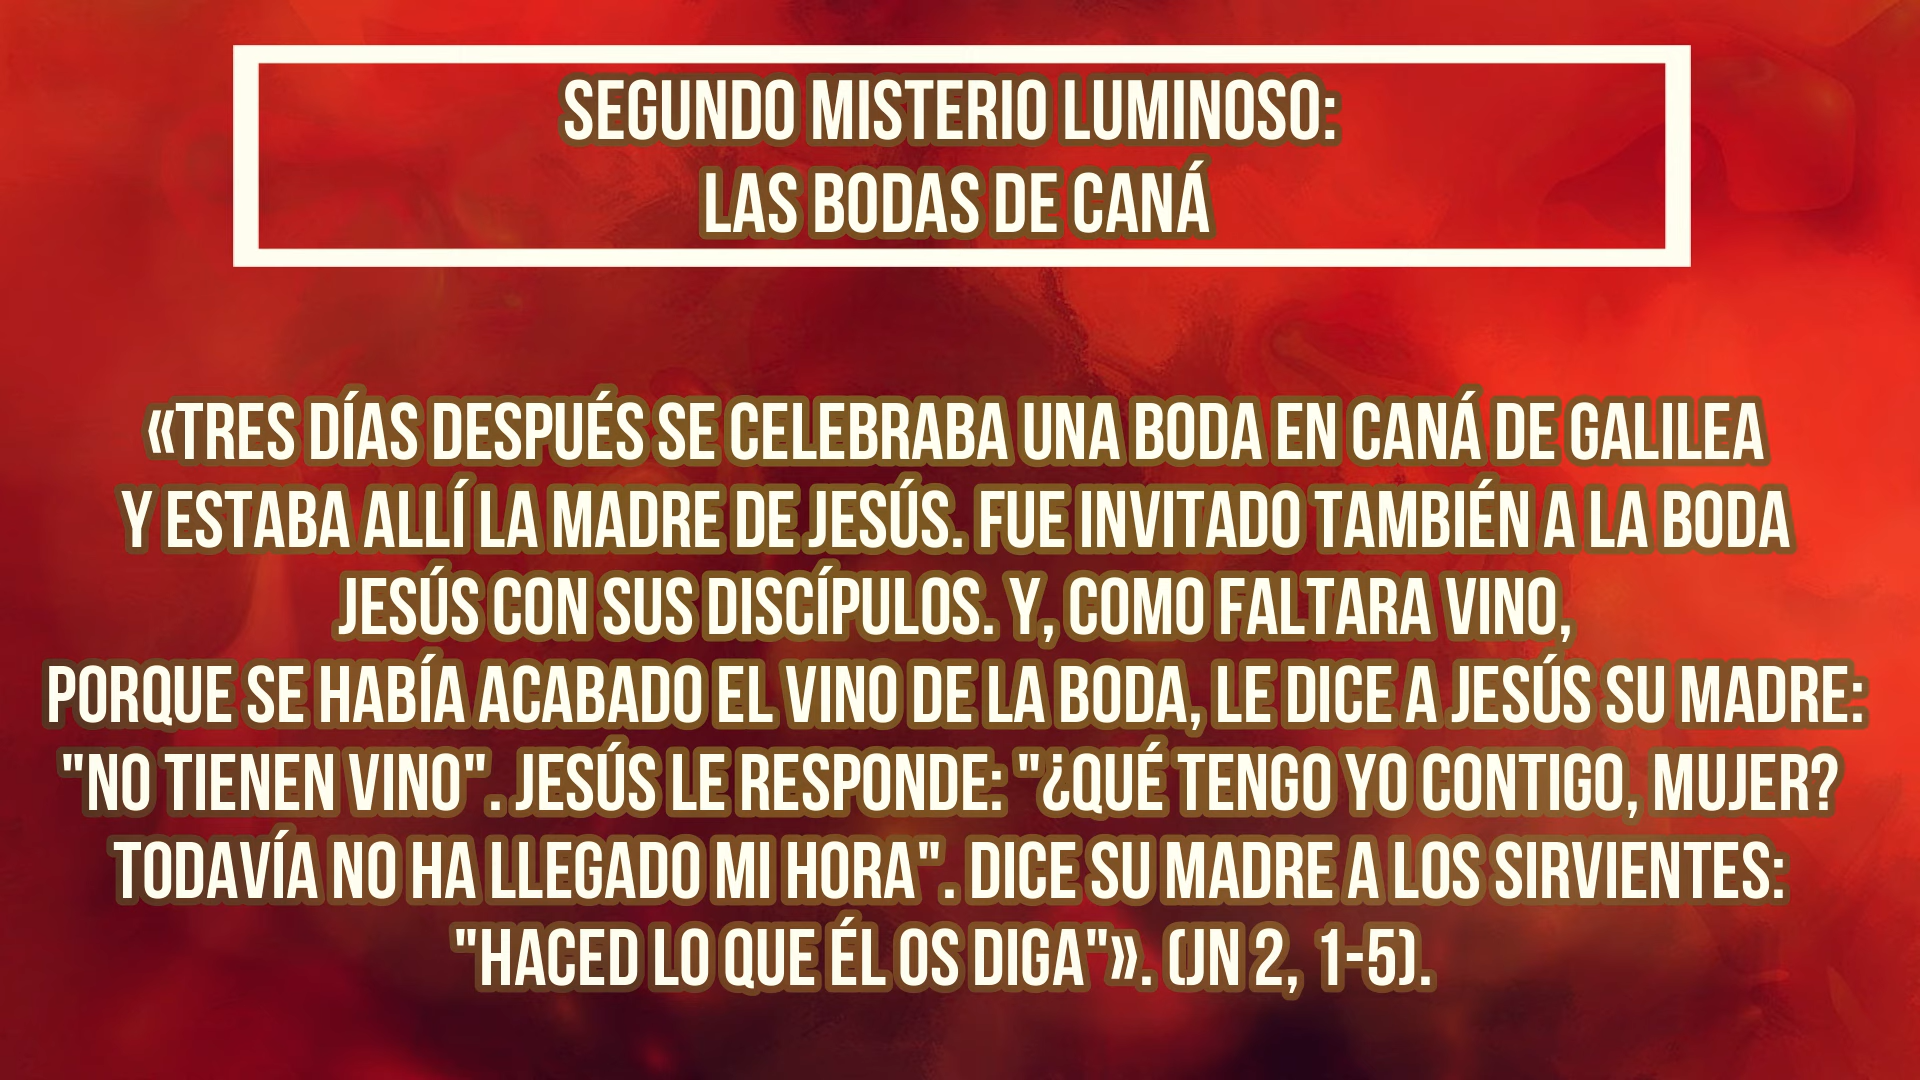 SEGUNDO MISTERIO LUMINOSO:
LAS BODAS DE CANÁ
«TRES DÍAS DESPUÉS SE CELEBRABA UNA BODA EN CANÁ DE GALILEA
Y ESTABA ALLÍ LA MADRE DE JESÚS. FUE INVITADO TAMBIÉN A LA BODA
JESÚS CON SUS DISCÍPULOS. Y, COMO FALTARA VINO,
PORQUE SE HABÍA ACABADO EL VINO DE LA BODA, LE DICE A JESÚS SU MADRE:
"NO TIENEN VINO". JESÚS LE RESPONDE: "¿QUÉ TENGO YO CONTIGO, MUJER?
TODAVÍA NO HA LLEGADO MI HORA". DICE SU MADRE A LOS SIRVIENTES:
"HACED LO QUE ÉL OS DIGA"». (JN 2, 1-5).